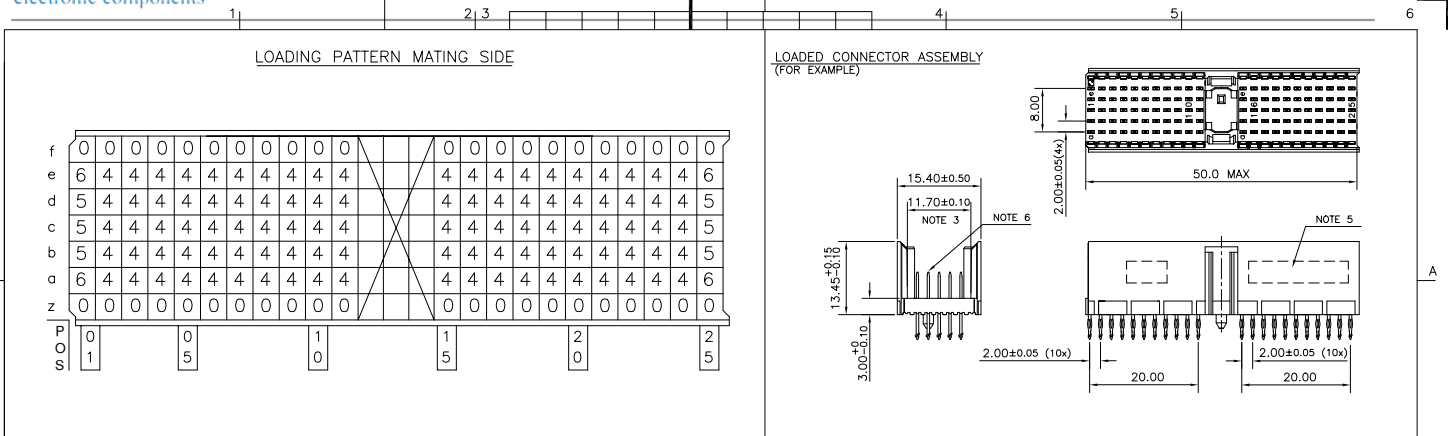 electronic components
1 2 3 4 5 6
LOADING PATTERN MATING SIDE
f 0 0 0 0 0 0 0 0 0 0 0 0 0 0 0 0 0 0 0 0 0 0
e 6 4 4 4 4 4 4 4 4 4 4 4 4 4 4 4 4 4 4 4 4 6
d 5 4 4 4 4 4 4 4 4 4 4 4 4 4 4 4 4 4 4 4 4 5
c 5 4 4 4 4 4 4 4 4 4 4 4 4 4 4 4 4 4 4 4 4 5
b 5 4 4 4 4 4 4 4 4 4 4 4 4 4 4 4 4 4 4 4 4 5
a 6 4 4 4 4 4 4 4 4 4 4 4 4 4 4 4 4 4 4 4 4 6
z 0 0 0 0 0 0 0 0 0 0 0 0 0 0 0 0 0 0 0 0 0 0
POS 01 05 10 15 20 25
LOADED CONNECTOR ASSEMBLY
(FOR EXAMPLE)
8.00
2.00±0.05(4x)
50.0 MAX
15.40±0.50
11.70±0.10
NOTE 3
NOTE 6
13.45 +0.15 -0.10
3.00 +0 -0.10
NOTE 5
A
2.00±0.05 (10x)
2.00±0.05 (10x)
20.00
20.00